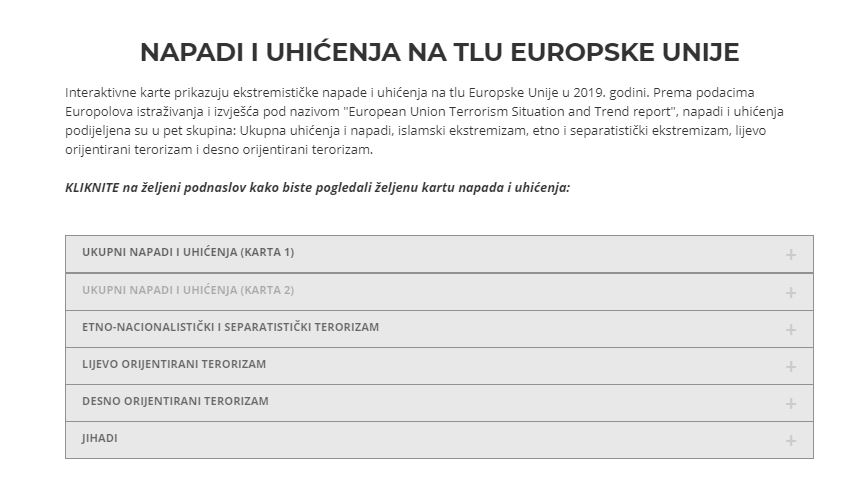 NAPADI I UHIĆENJA NA TLU EUROPSKE UNIJE
Interaktivne karte prikazuju ekstremističke napade i uhićenja na tlu Europske Unije u 2019. godini. Prema podacima
Europolova istraživanja i izvješća pod nazivom "European Union Terrorism Situation and Trend report", napadi i uhićenja
podijeljena su u pet skupina: Ukupna uhićenja i napadi, islamski ekstremizam, etno i separatistički ekstremizam, lijevo
orijentirani terorizam i desno orijentirani terorizam.
KLIKNITE na željeni podnaslov kako biste pogledali željenu kartu napada i uhićenja:
UKUPNI NAPADI I UHIĆENJA (KARTA 1)
UKUPNI NAPADI I UHIĆENJA (KARTA 2)
ETNO-NACIONALISTIČKI I SEPARATISTIČKI TERORIZAM
LIJEVO ORIJENTIRANI TERORIZAM
DESNO ORIJENTIRANI TERORIZAM
JIHADI